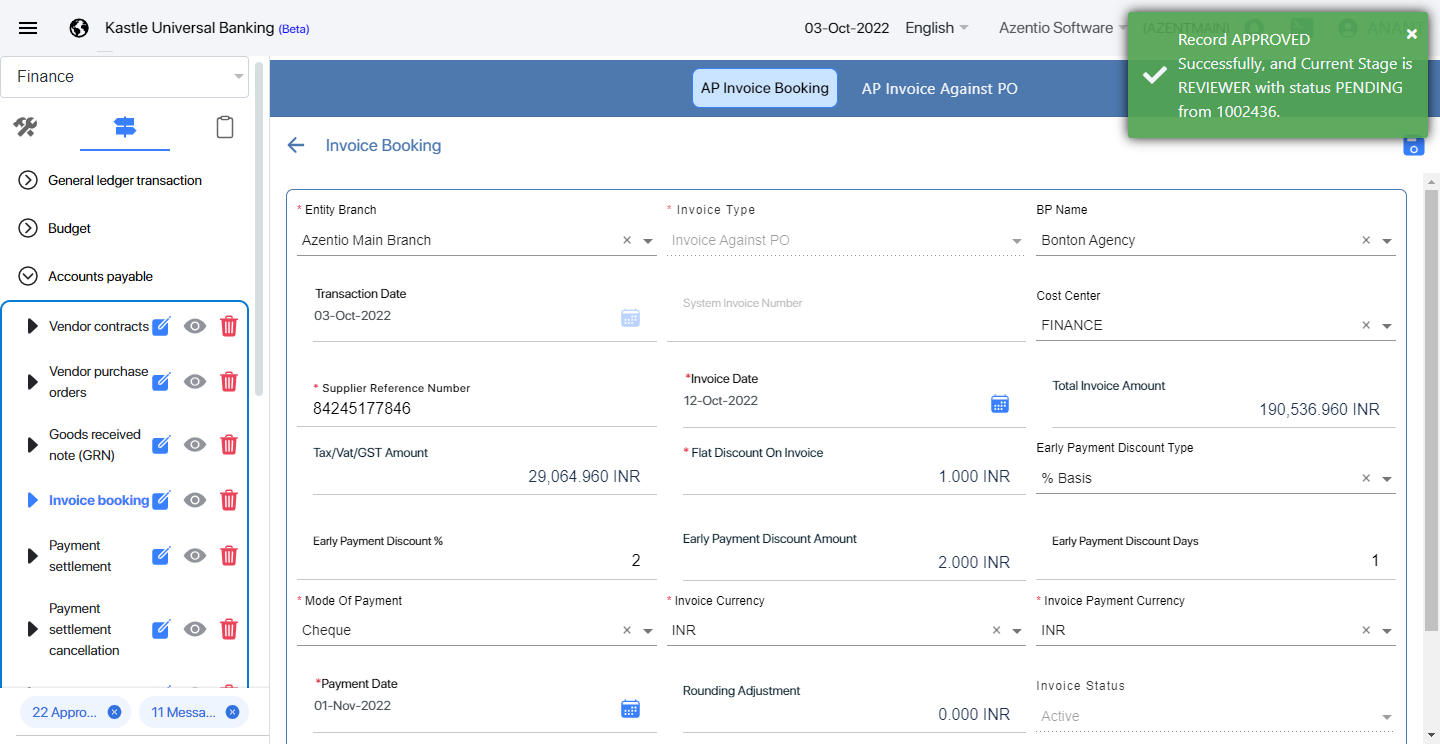 Kastle Universal Banking (Beta)
03-Oct-2022
English
Azentio Software
(AZENTMAIN)
Record APPROVED
Successfully, and Current Stage is
REVIEWER with status PENDING
from 1002436.
Finance
AP Invoice Booking
AP Invoice Against PO
Invoice Booking
General ledger transaction
Budget
Accounts payable
Vendor contracts
Vendor purchase
orders
Goods received
note (GRN)
Invoice booking
Payment
settlement
Payment
settlement
cancellation
22 Appro...
11 Messa...
* Entity Branch
Azentio Main Branch
* Invoice Type
Invoice Against PO
BP Name
Bonton Agency
Transaction Date
03-Oct-2022
System Invoice Number
Cost Center
FINANCE
* Supplier Reference Number
84245177846
*Invoice Date
12-Oct-2022
Total Invoice Amount
190,536.960 INR
Tax/Vat/GST Amount
29,064.960 INR
* Flat Discount On Invoice
1.000 INR
Early Payment Discount Type
% Basis
Early Payment Discount %
2
Early Payment Discount Amount
2.000 INR
Early Payment Discount Days
1
* Mode Of Payment
Cheque
* Invoice Currency
INR
* Invoice Payment Currency
INR
*Payment Date
01-Nov-2022
Rounding Adjustment
0.000 INR
Invoice Status
Active